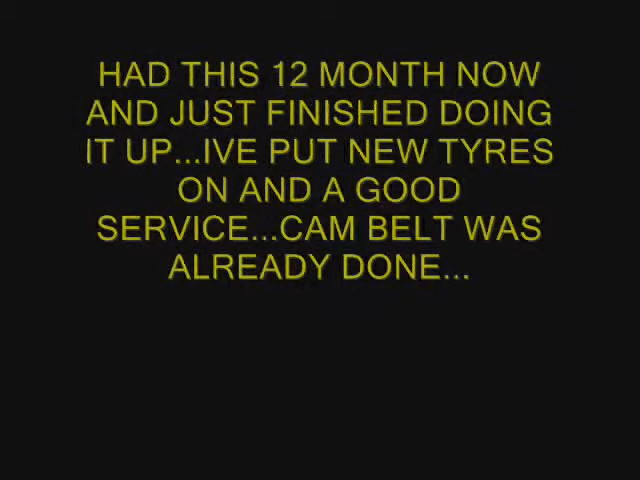 HAD THIS 12 MONTH NOW
AND JUST FINISHED DOING
IT UP...IVE PUT NEW TYRES
ON AND A GOOD
SERVICE...CAM BELT WAS
ALREADY DONE...